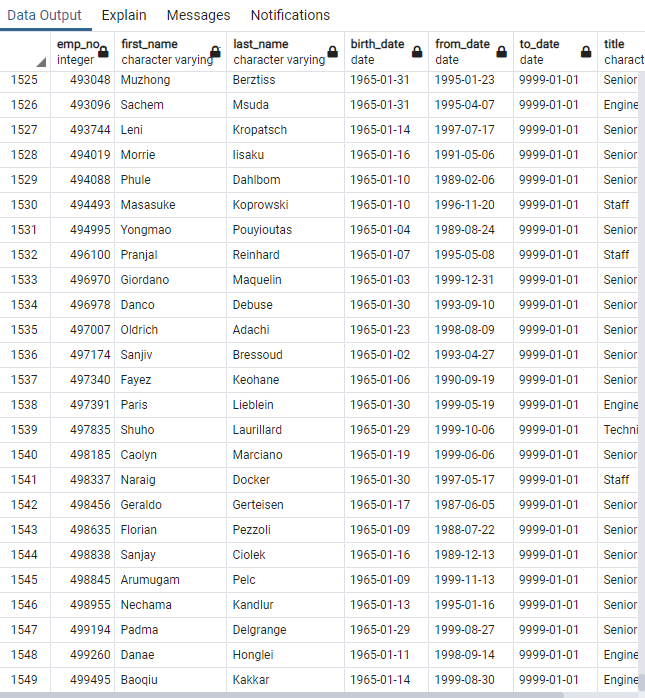 Data Output Explain Messages Notifications
emp_no first_name last_name birth_date from_date to_date title
integer character varying character varying date date date charact
1525 493048 Muzhong Berztiss 1965-01-31 1995-01-23 9999-01-01 Senior
1526 493096 Sachem Msuda 1965-01-31 1995-04-07 9999-01-01 Engine
1527 493744 Leni Kropatsch 1965-01-14 1997-07-17 9999-01-01 Senior
1528 494019 Morrie Iisaku 1965-01-16 1991-05-06 9999-01-01 Senior
1529 494088 Phule Dahlbom 1965-01-10 1989-02-06 9999-01-01 Senior
1530 494493 Masasuke Koprowski 1965-01-10 1996-11-20 9999-01-01 Staff
1531 494995 Yongmao Pouyioutas 1965-01-04 1989-08-24 9999-01-01 Senior
1532 496100 Pranjal Reinhard 1965-01-07 1995-05-08 9999-01-01 Staff
1533 496970 Giordano Maquelin 1965-01-03 1999-12-31 9999-01-01 Senior
1534 496978 Danco Debuse 1965-01-30 1993-09-10 9999-01-01 Senior
1535 497007 Oldrich Adachi 1965-01-23 1998-08-09 9999-01-01 Senior
1536 497174 Sanjiv Bressoud 1965-01-02 1993-04-27 9999-01-01 Senior
1537 497340 Fayez Keohane 1965-01-06 1990-09-19 9999-01-01 Senior
1538 497391 Paris Lieblein 1965-01-30 1999-05-19 9999-01-01 Engine
1539 497835 Shuho Laurillard 1965-01-29 1999-10-06 9999-01-01 Techni
1540 498185 Caolyn Marciano 1965-01-19 1999-06-06 9999-01-01 Senior
1541 498337 Naraig Docker 1965-01-30 1997-05-17 9999-01-01 Staff
1542 498456 Geraldo Gerteisen 1965-01-17 1987-06-05 9999-01-01 Senior
1543 498635 Florian Pezzoli 1965-01-09 1988-07-22 9999-01-01 Senior
1544 498838 Sanjay Ciolek 1965-01-16 1989-12-13 9999-01-01 Senior
1545 498845 Arumugam Pelc 1965-01-09 1999-11-13 9999-01-01 Senior
1546 498955 Nechama Kandlur 1965-01-13 1995-01-16 9999-01-01 Senior
1547 499194 Padma Delgrange 1965-01-29 1999-08-27 9999-01-01 Senior
1548 499260 Danae Honglei 1965-01-11 1998-09-14 9999-01-01 Engine
1549 499495 Baoqiu Kakkar 1965-01-14 1999-08-30 9999-01-01 Engine